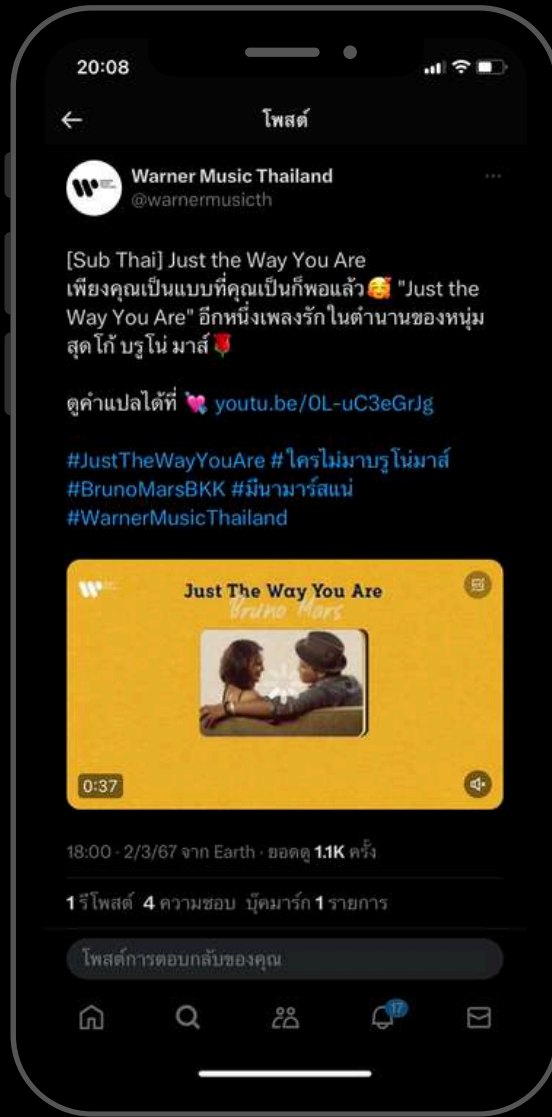 20:08
โพสต์
Warner Music Thailand
@warnermusicth
[Sub Thai] Just the Way You Are
เพียงคุณเป็นแบบที่คุณเป็นก็พอแล้ว🥰 "Just the
Way You Are" อีกหนึ่งเพลงรักในตำนานของหนุ่ม
สุดโก้ บรูโน่ มาส์🌹
ดูคำแปลได้ที่ 💘 youtu.be/0L-uC3eGrJg
#JustTheWayYouAre #ใครไม่มาบรูโน่มาส์
#BrunoMarsBKK #มีนามาร์สแน่
#WarnerMusicThailand
Just The Way You Are
Bruno Mars
0:37
18:00 · 2/3/67 จาก Earth · ยอดดู 1.1K ครั้ง
1 รีโพสต์ 4 ความชอบ บุ๊คมาร์ก 1 รายการ
โพสต์การตอบกลับของคุณ
17